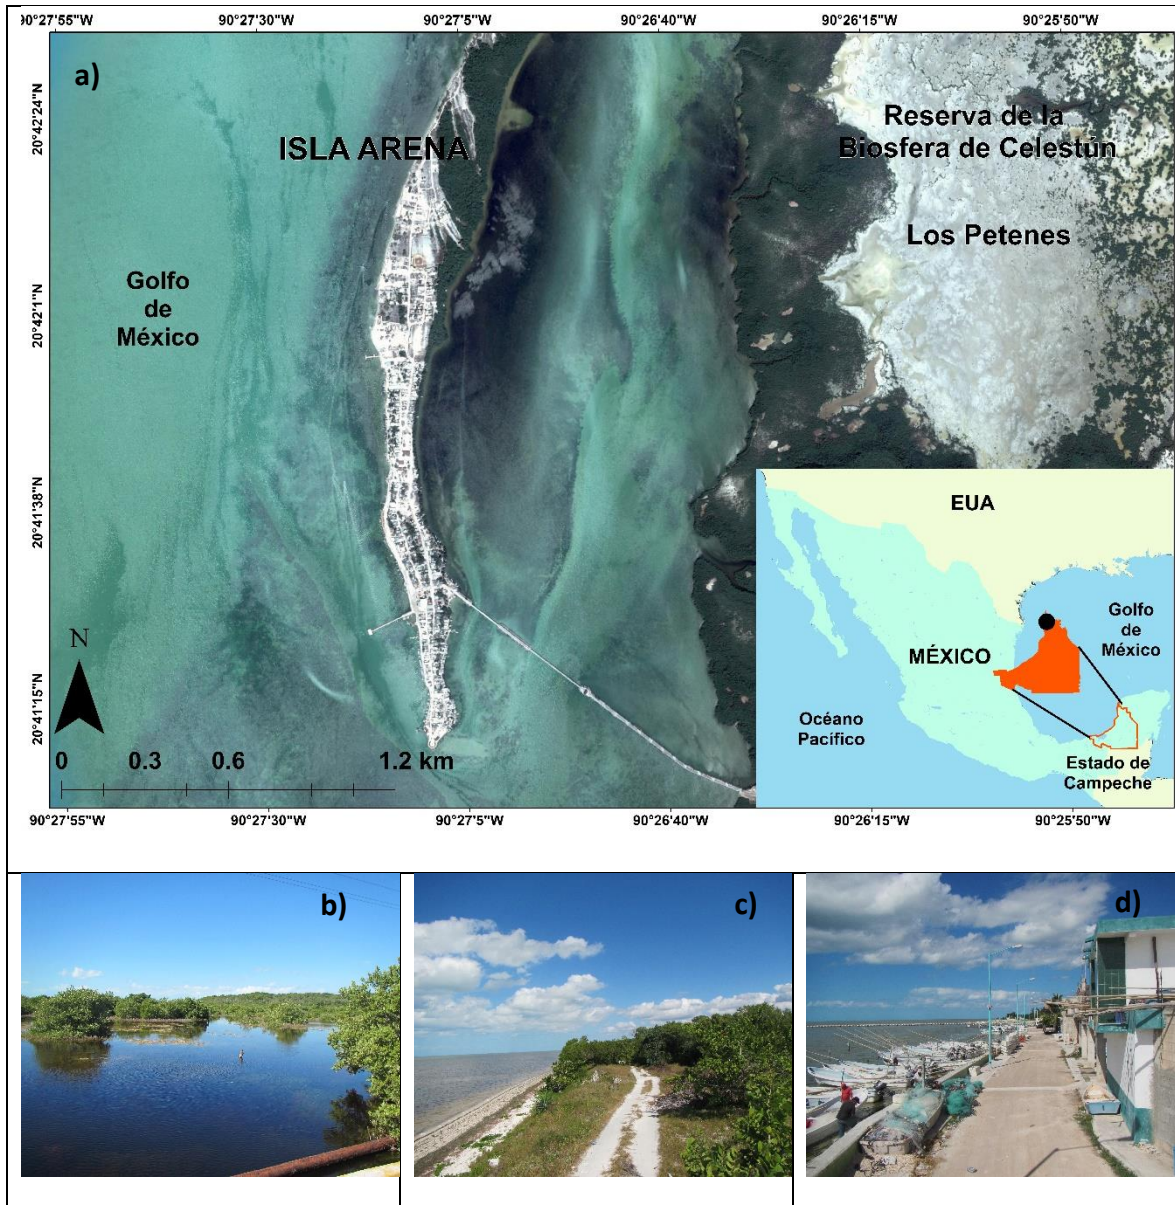 90°27'55"W 90°27'30"W 90°27'5"W 90°26'40"W 90°26'15"W 90°25'50"W
a)
20°42'24"N
20°42'1"N
20°41'38"N
20°41'15"N
ISLA ARENA
Reserva de la
Biosfera de Celestún
Los Petenes
Golfo
de
México
N
0 0.3 0.6 1.2 km
EUA
Golfo
de
México
MÉXICO
Océano
Pacífico
Estado de
Campeche
90°27'55"W 90°27'30"W 90°27'5"W 90°26'40"W 90°26'15"W 90°25'50"W
b)
c)
d)